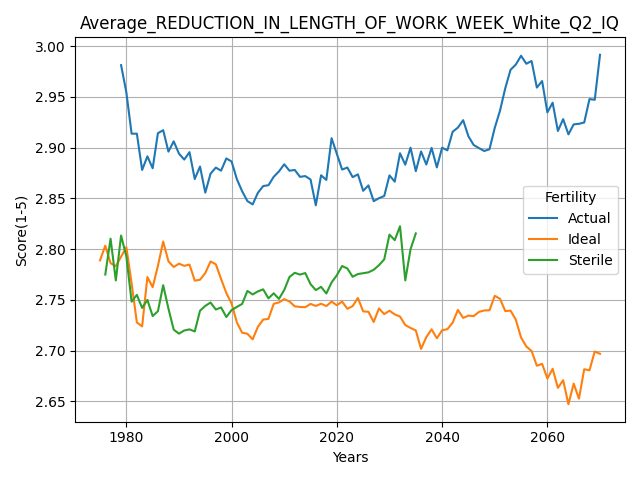 Average_REDUCTION_IN_LENGTH_OF_WORK_WEEK_White_Q2_IQ
3.00
2.95
2.90
2.85
2.80
2.75
2.70
2.65
Score(1-5)
Fertility
Actual
Ideal
Sterile
1980 2000 2020 2040 2060
Years